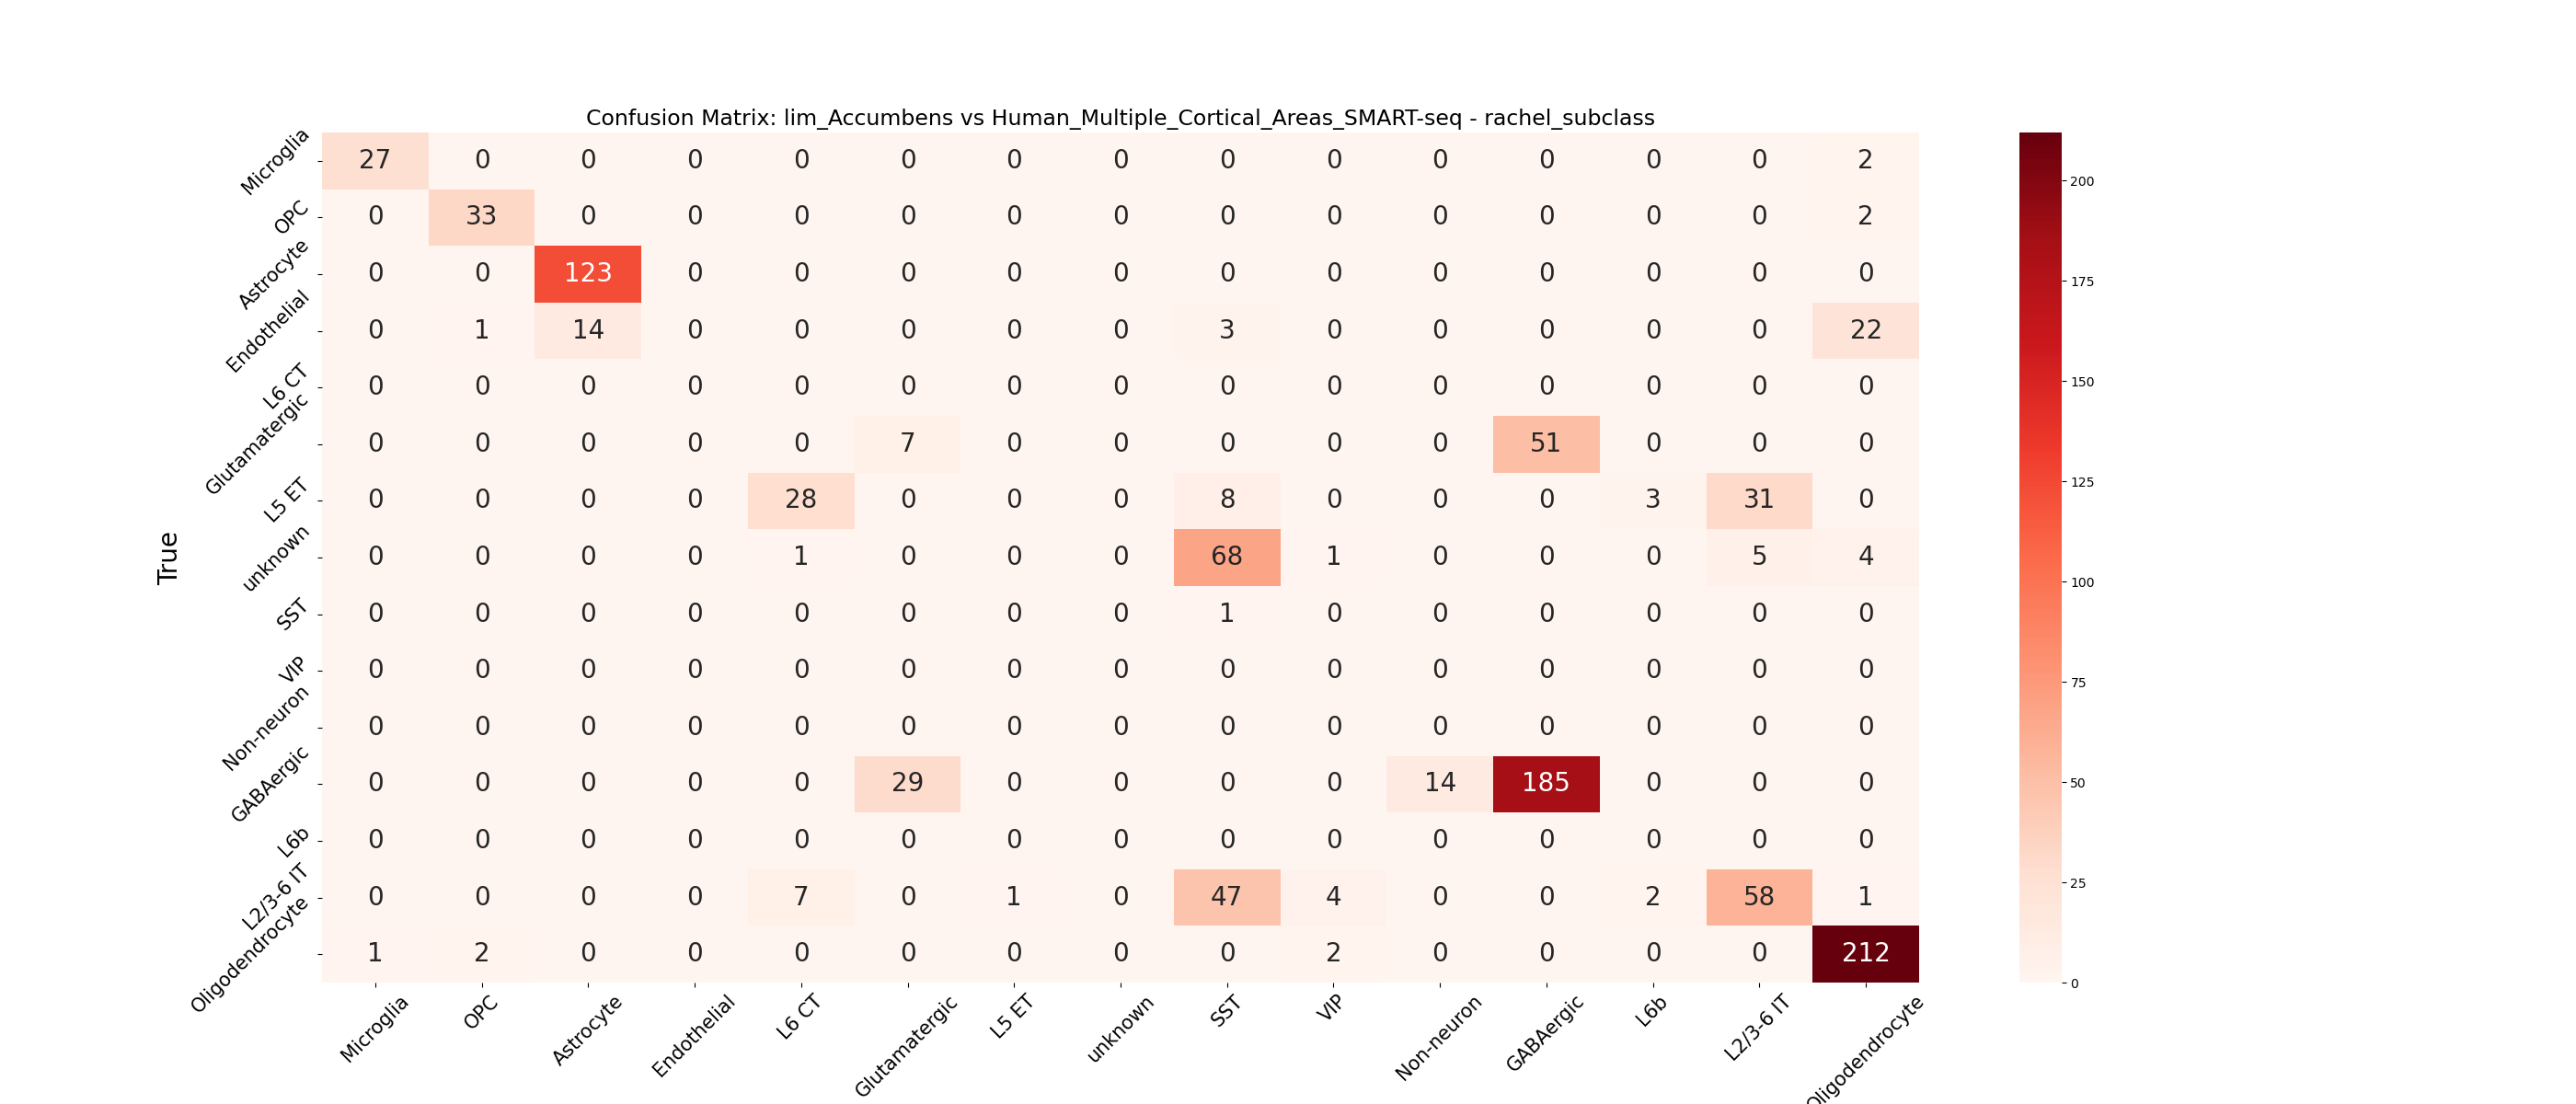 Confusion Matrix: lim_Accumbens vs Human_Multiple_Cortical_Areas_SMART-seq - rachel_subclass
True
Microglia 27 0 0 0 0 0 0 0 0 0 0 0 0 0 2
OPC 0 33 0 0 0 0 0 0 0 0 0 0 0 0 2
Astrocyte 0 0 123 0 0 0 0 0 0 0 0 0 0 0 0
Endothelial 0 1 14 0 0 0 0 0 3 0 0 0 0 0 22
L6 CT 0 0 0 0 0 0 0 0 0 0 0 0 0 0 0
Glutamatergic 0 0 0 0 0 7 0 0 0 0 0 51 0 0 0
L5 ET 0 0 0 0 28 0 0 0 8 0 0 0 3 31 0
unknown 0 0 0 0 1 0 0 0 68 1 0 0 0 5 4
SST 0 0 0 0 0 0 0 0 1 0 0 0 0 0 0
VIP 0 0 0 0 0 0 0 0 0 0 0 0 0 0 0
Non-neuron 0 0 0 0 0 0 0 0 0 0 0 0 0 0 0
GABAergic 0 0 0 0 0 29 0 0 0 0 14 185 0 0 0
L6b 0 0 0 0 0 0 0 0 0 0 0 0 0 0 0
L2/3-6 IT 0 0 0 0 7 0 1 0 47 4 0 0 2 58 1
Oligodendrocyte 1 2 0 0 0 0 0 0 0 2 0 0 0 0 212
Microglia OPC Astrocyte Endothelial L6 CT Glutamatergic L5 ET unknown SST VIP Non-neuron GABAergic L6b L2/3-6 IT Oligodendrocyte
200
175
150
125
100
75
50
25
0